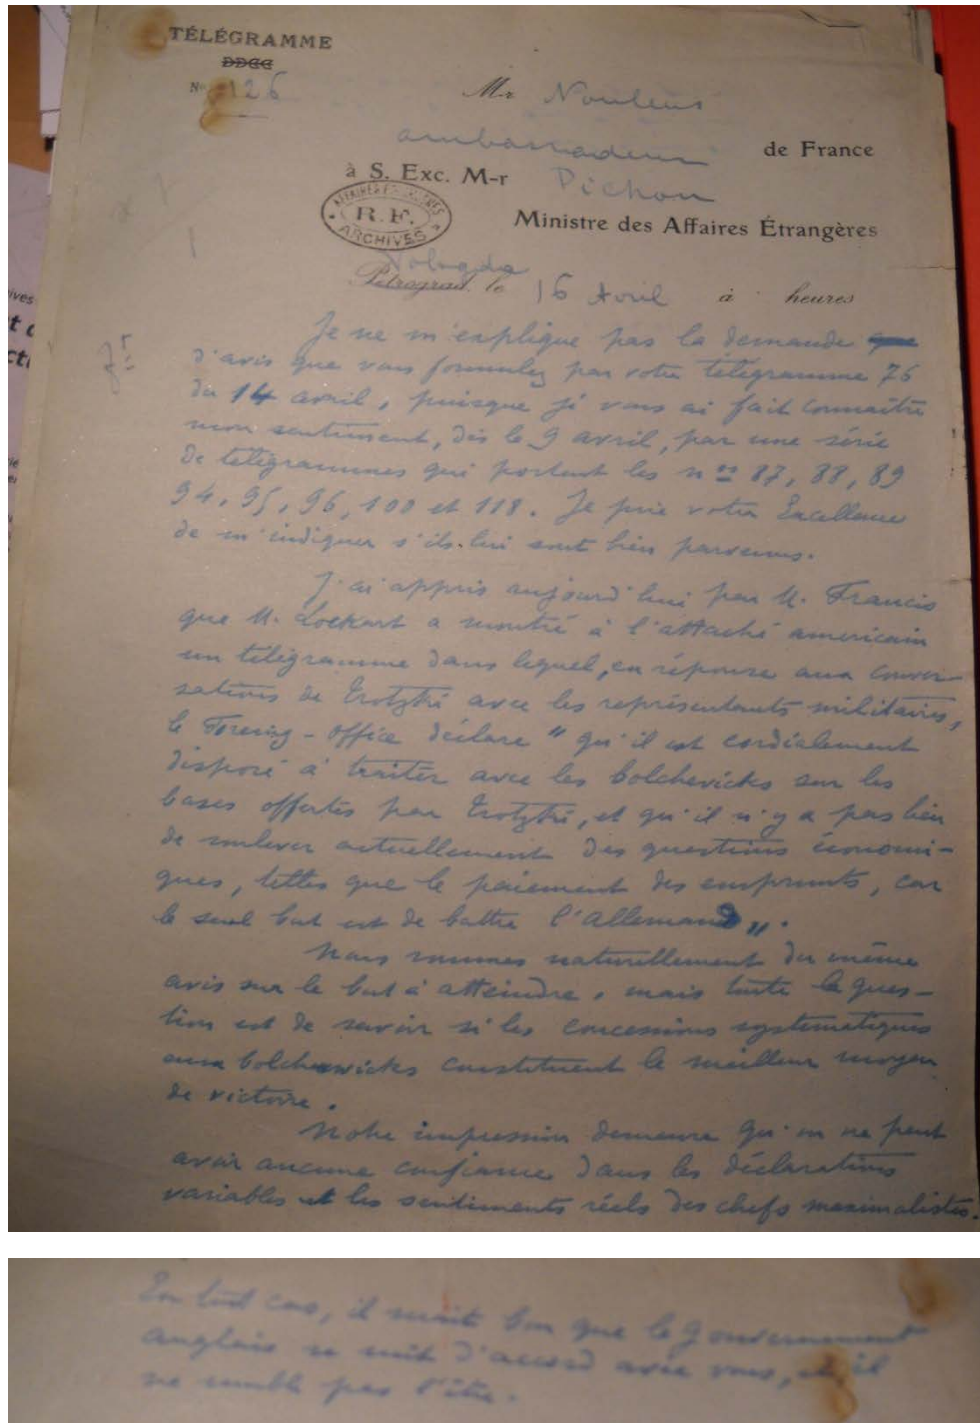 TÉLÉGRAMME
DDCC
No 126
Mr Noulens
ambassadeur de France
à S. Exc. M-r Pichon
AFFAIRES ÉTRANGÈRES
R.F.
ARCHIVES
Ministre des Affaires Étrangères
Vologda
Pétrograd, le 16 Avril à heures
Je ne m'explique pas la demande que
d'avis que vous formulez par votre télégramme 76
du 14 avril, puisque je vous ai fait connaître
mon sentiment, dès le 9 avril, par une série
de télégrammes qui portent les nos 87, 88, 89
94, 95, 96, 100 et 118. Je prie votre Excellence
de m'indiquer s'ils lui sont bien parvenus.
J'ai appris aujourd'hui par M. Francis
que M. Lockart a montré à l'attaché américain
un télégramme dans lequel, en réponse aux conver-
sations de Trotzki avec les représentants militaires,
le Foreing-Office déclare "qu'il est cordialement
disposé à traiter avec les bolchevicks sur les
bases offertes par Trotzki, et qu'il n'y a pas lieu
de soulever actuellement des questions économi-
ques, telles que le paiement des emprunts, car
le seul but est de battre l'Allemand".
Nous sommes naturellement du même
avis sur le but à atteindre, mais toute la ques-
tion est de savoir si les concessions systématiques
aux bolchewicks constituent le meilleur moyen
de victoire.
Notre impression demeure qu'on ne peut
avoir aucune confiance dans les déclarations
variables et les sentiments réels des chefs maximalistes.
En tout cas, il serait bon que le Gouvernement
anglais se mit d'accord avec vous, et il
ne semble pas l'être.